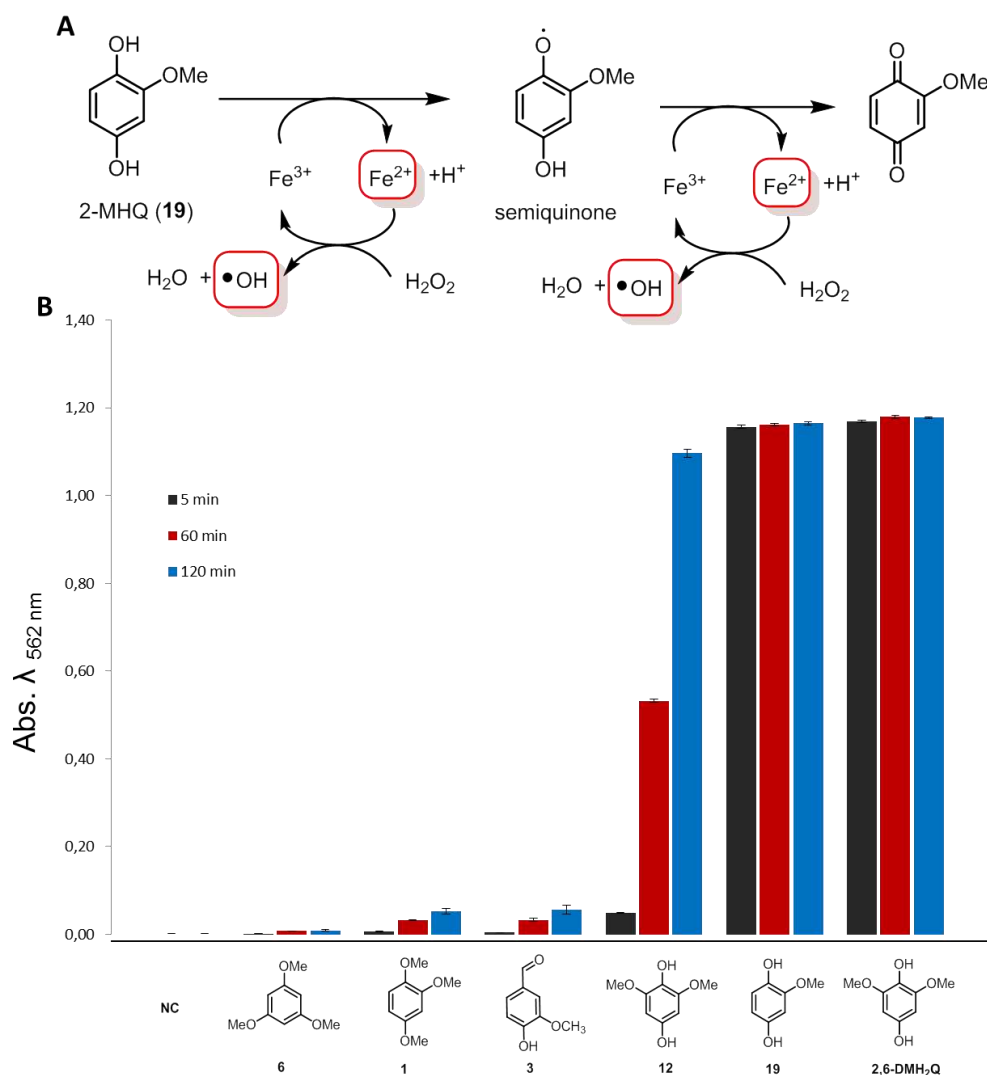 A
OH
OMe
OH
2-MHQ (19)
Fe³⁺
Fe²⁺ +H⁺
H₂O + •OH
H₂O₂
•
O
OMe
OH
semiquinone
Fe³⁺
Fe²⁺ +H⁺
H₂O + •OH
H₂O₂
O
OMe
O
B
1,40
1,20
1,00
0,80
0,60
0,40
0,20
0,00
Abs. λ 562 nm
5 min
60 min
120 min
NC
OMe
MeO OMe
6
OMe
OMe
OMe
1
O
OCH₃
OH
3
OH
MeO OMe
OH
12
OH
OMe
OH
19
OH
MeO OMe
OH
2,6-DMH₂Q